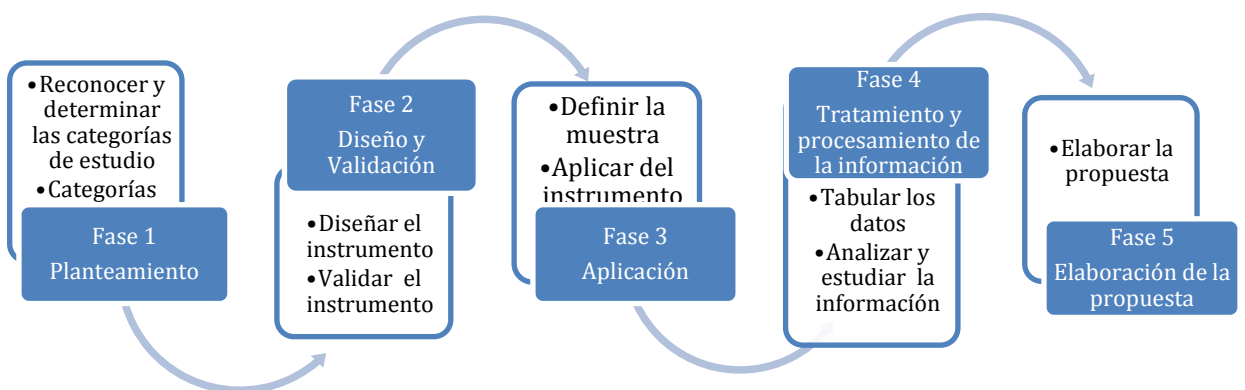 •Reconocer y
determinar
las categorías
de estudio
•Categorías
Fase 1
Planteamiento
Fase 2
Diseño y
Validación
•Diseñar el
instrumento
•Validar el
instrumento
•Definir la
muestra
•Aplicar del
instrumento
Fase 3
Aplicación
Fase 4
Tratamiento y
procesamiento de
la información
•Tabular los
datos
•Analizar y
estudiar la
información
•Elaborar la
propuesta
Fase 5
Elaboración de la
propuesta